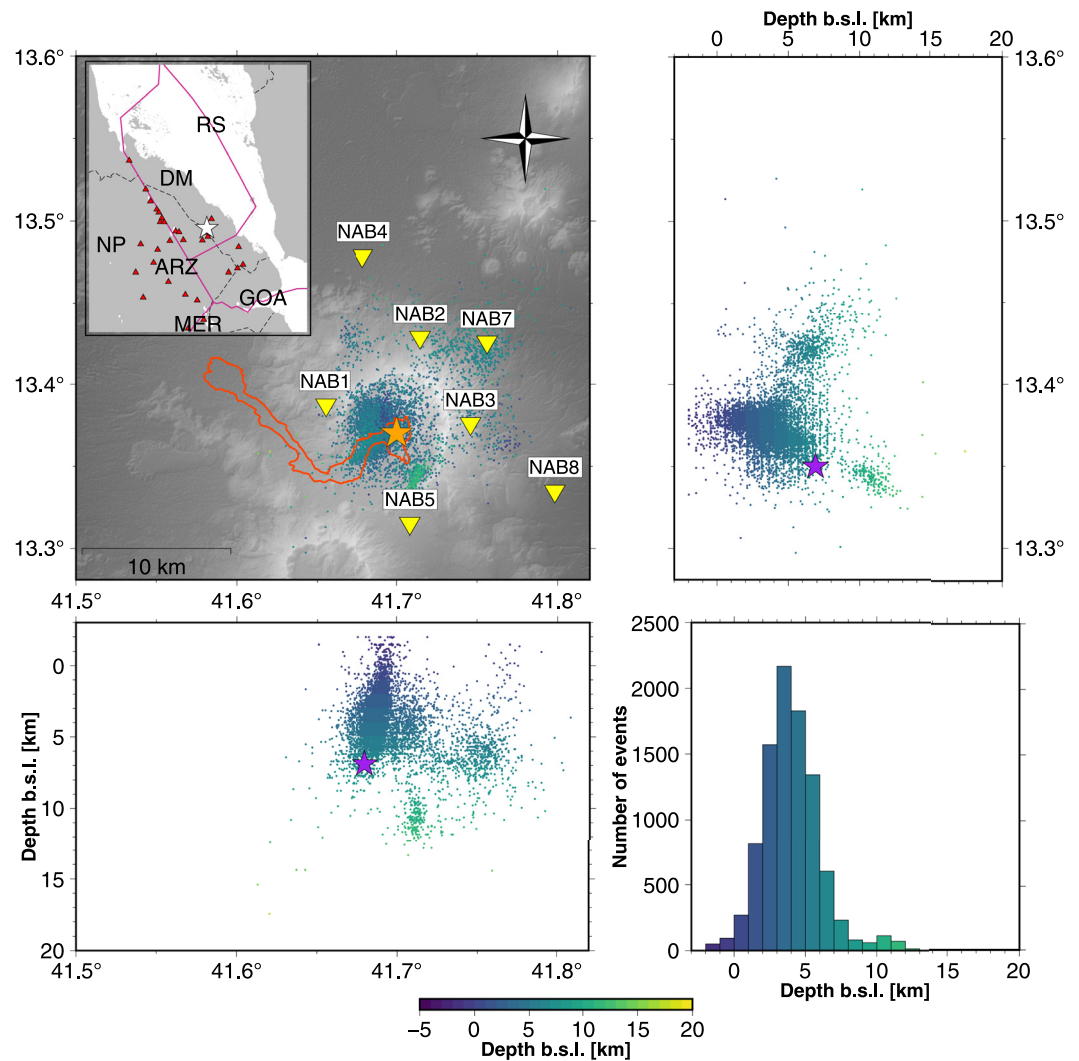 Depth b.s.l. [km]
0 5 10 15 20
13.6°
13.5°
13.4°
13.3°
RS
DM
NP
ARZ
GOA
MER
NAB4
NAB2
NAB7
NAB1
NAB3
NAB8
NAB5
10 km
41.5° 41.6° 41.7° 41.8°
13.6°
13.5°
13.4°
13.3°
Depth b.s.l. [km]
0
5
10
15
20
41.5° 41.6° 41.7° 41.8°
Number of events
2500
2000
1500
1000
500
0
0 5 10 15 20
Depth b.s.l. [km]
−5 0 5 10 15 20
Depth b.s.l. [km]